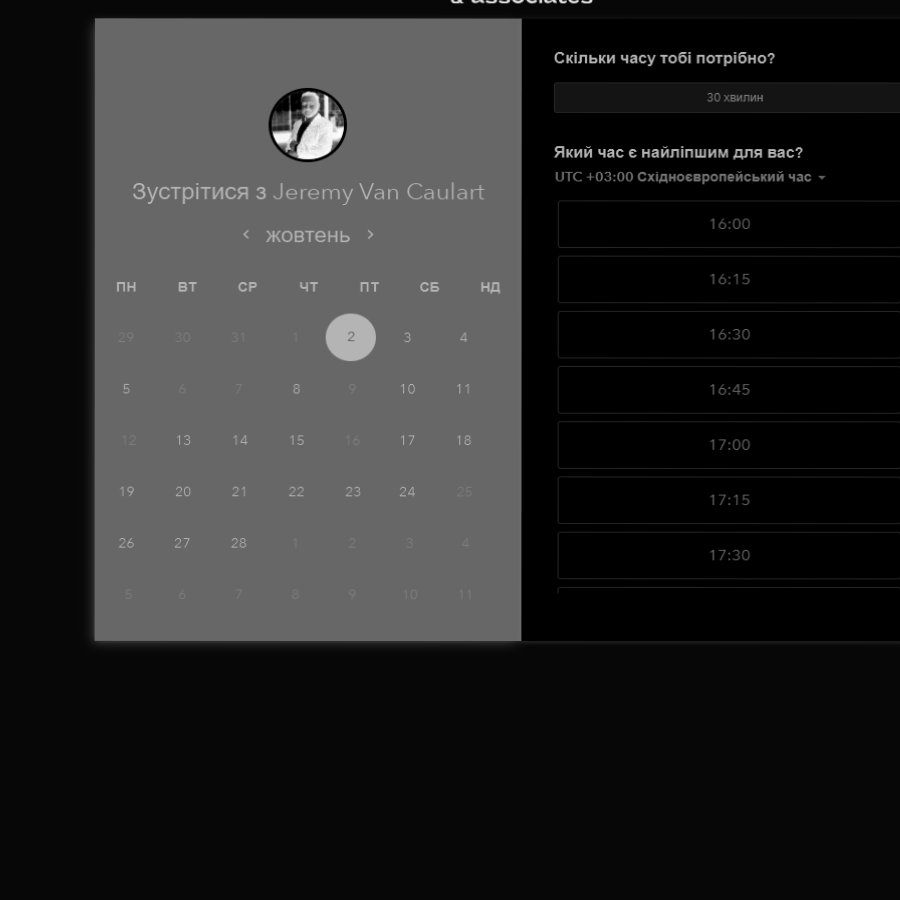 & associates
Зустрітися з Jeremy Van Caulart
жовтень
ПН ВТ СР ЧТ ПТ СБ НД
29 30 31 1 2 3 4
5 6 7 8 9 10 11
12 13 14 15 16 17 18
19 20 21 22 23 24 25
26 27 28 1 2 3 4
5 6 7 8 9 10 11
Скільки часу тобі потрібно?
30 хвилин
Який час є найліпшим для вас?
UTC +03:00 Східноєвропейський час
16:00
16:15
16:30
16:45
17:00
17:15
17:30